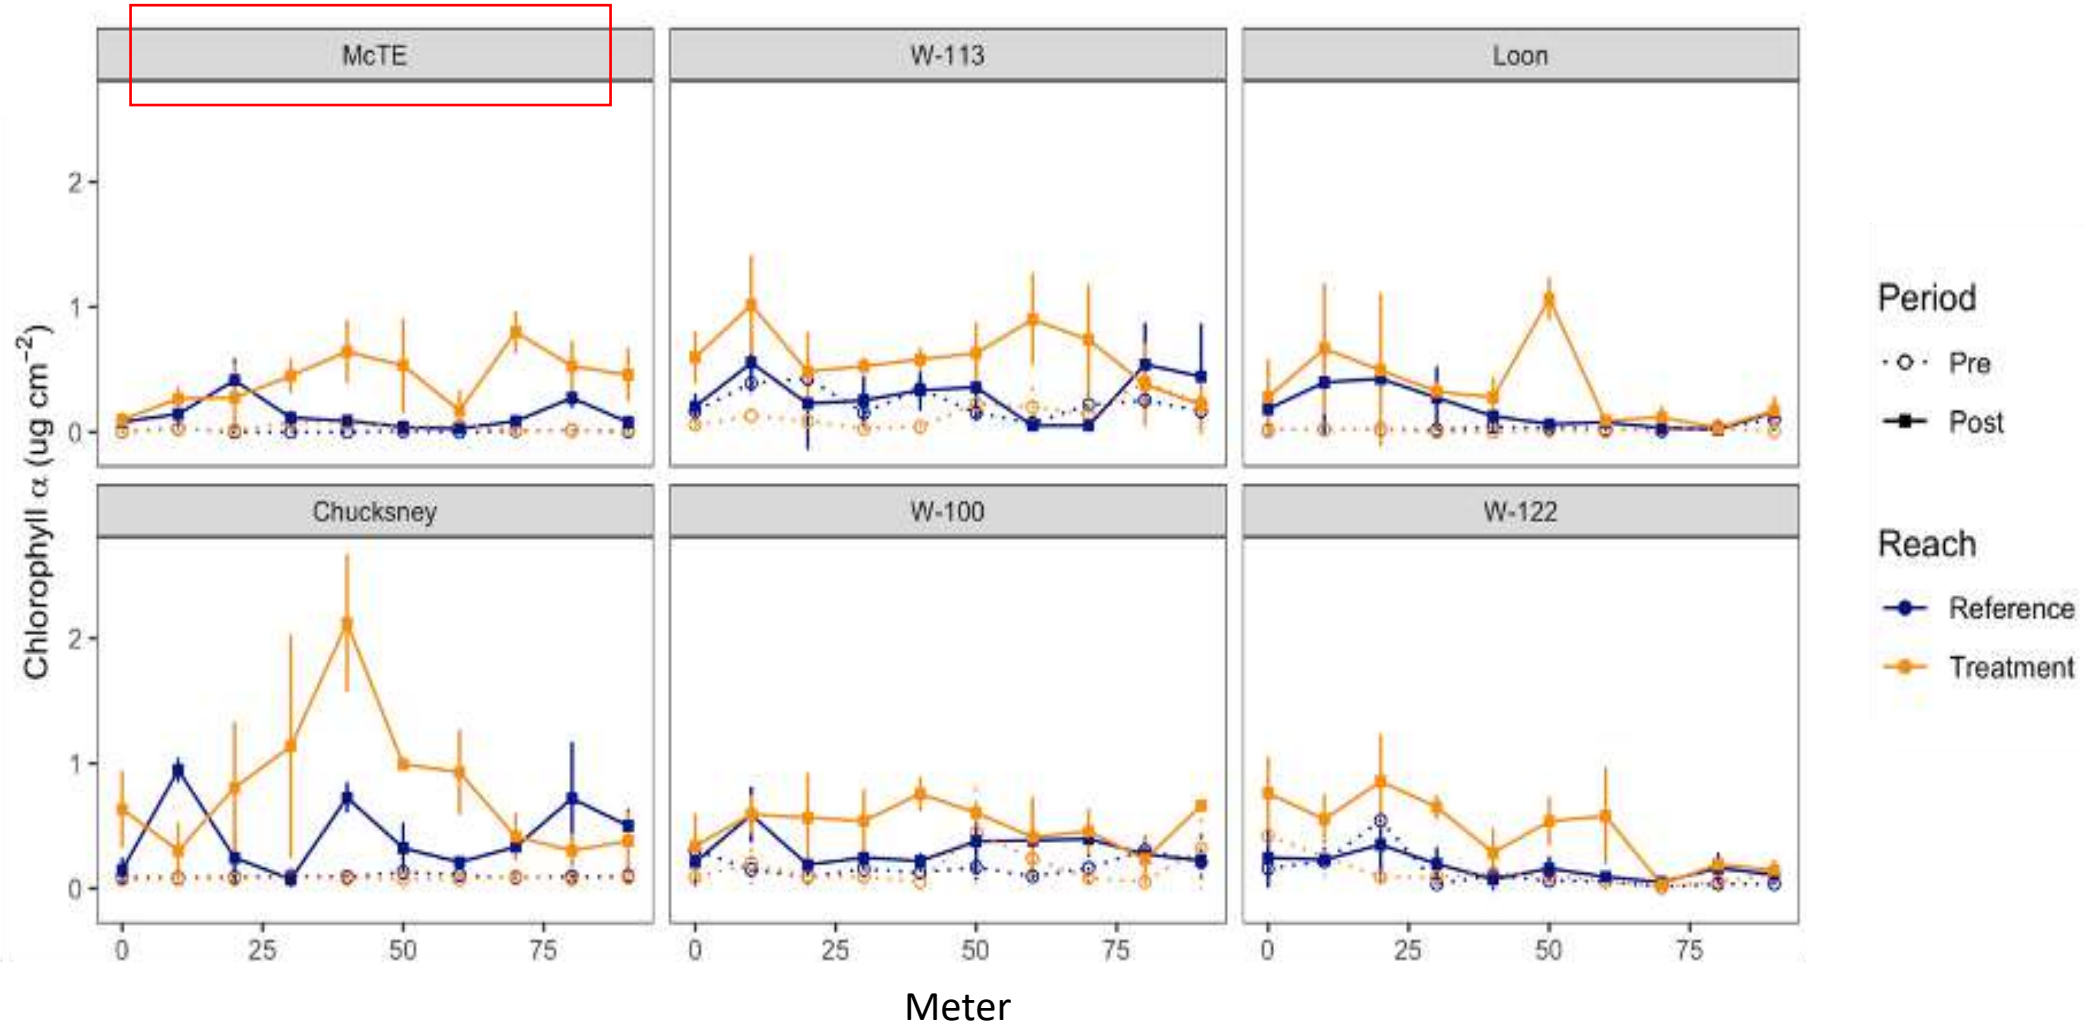 McTE
W-113
Loon
2
1
0
Chucksney
W-100
W-122
2
1
0
0 25 50 75
0 25 50 75
0 25 50 75
Chlorophyll α (ug cm⁻²)
Meter
Period
Pre
Post
Reach
Reference
Treatment